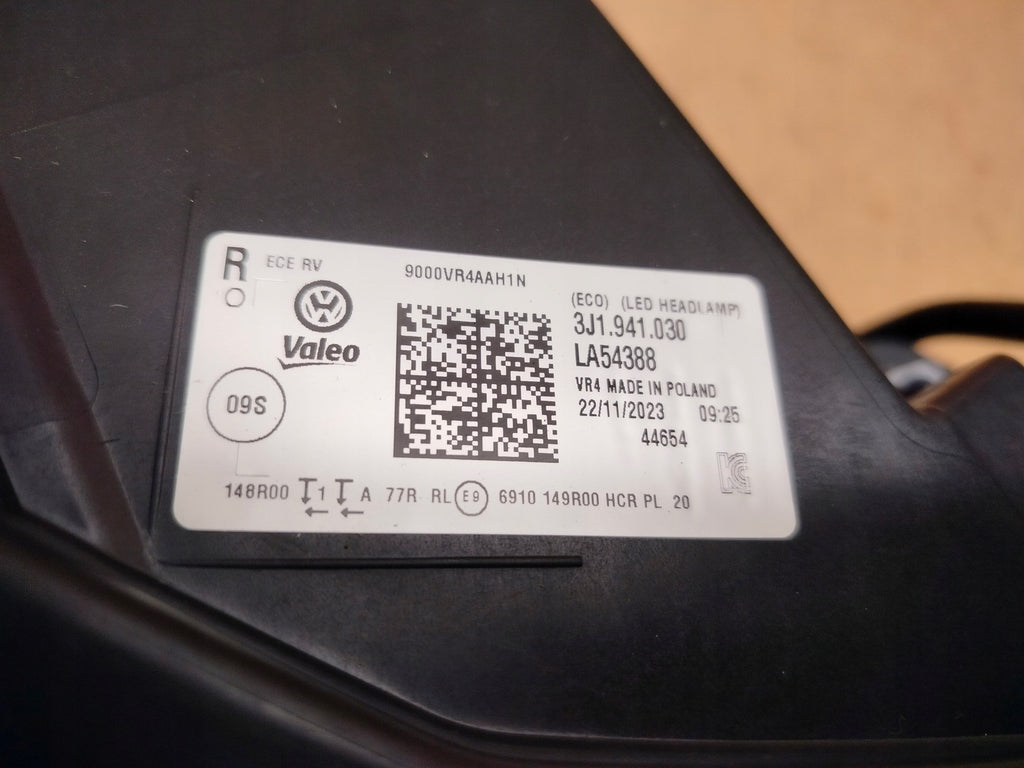 R ECE RV
O
9000VR4AAH1N
Valeo
09S
(ECO) (LED HEADLAMP)
3J1.941.030
LA54388
VR4 MADE IN POLAND
22/11/2023 09:25
44654
148R00 1 A 77R RL E9 6910 149R00 HCR PL 20